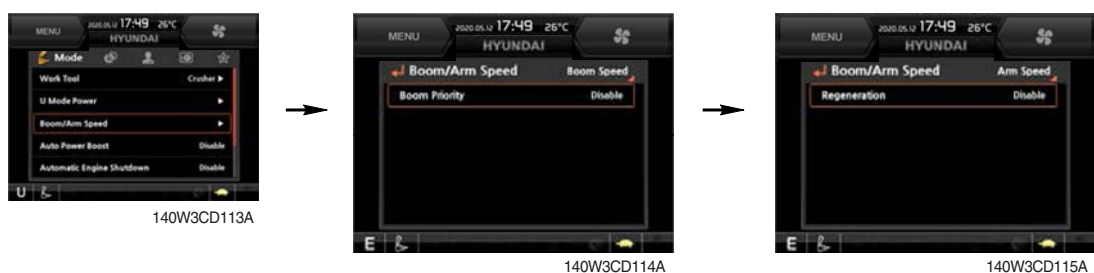 MENU
2020.05.12 17:49 26°C
HYUNDAI
Mode
Work Tool Crusher ▶
U Mode Power ▶
Boom/Arm Speed ▶
Auto Power Boost Disable
Automatic Engine Shutdown Disable
U
140W3CD113A
MENU
2020.05.12 17:49 26°C
HYUNDAI
Boom/Arm Speed Boom Speed
Boom Priority Disable
E
140W3CD114A
MENU
2020.05.12 17:49 26°C
HYUNDAI
Boom/Arm Speed Arm Speed
Regeneration Disable
E
140W3CD115A